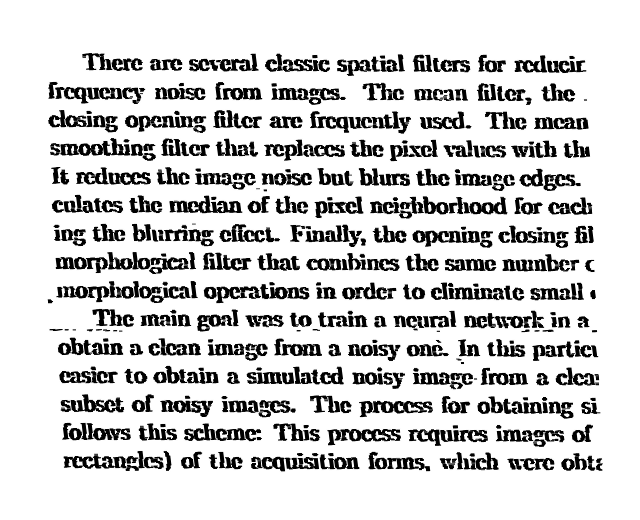 There are several classic spatial filters for reducin
frequency noise from images. The mean filter, the
closing opening filter are frequently used. The mean
smoothing filter that replaces the pixel values with the
It reduces the image noise but blurs the image edges.
culates the median of the pixel neighborhood for each
ing the blurring effect. Finally, the opening closing fil
morphological filter that combines the same number o
morphological operations in order to eliminate small
The main goal was to train a neural network in a
obtain a clean image from a noisy one. In this particu
easier to obtain a simulated noisy image from a clea
subset of noisy images. The process for obtaining si
follows this scheme: This process requires images of
rectangles) of the acquisition forms, which were obta